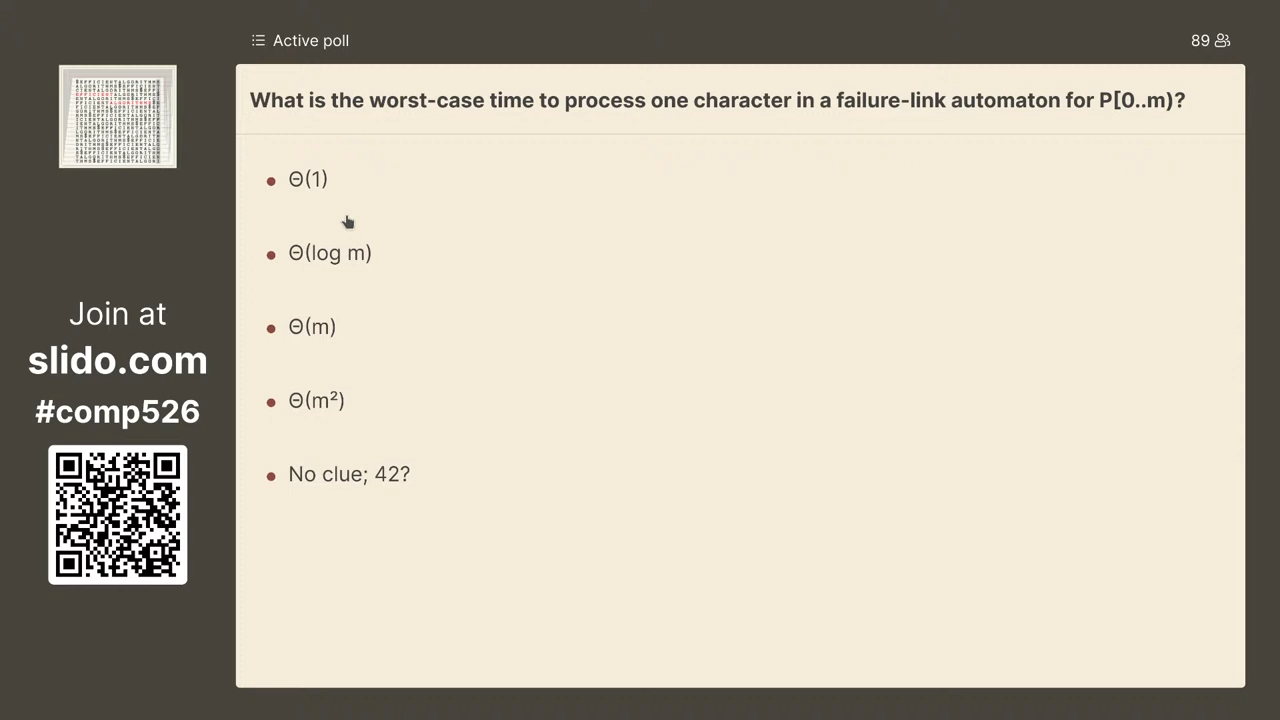 Active poll
89
What is the worst-case time to process one character in a failure-link automaton for P[0..m)?
Θ(1)
Θ(log m)
Θ(m)
Θ(m²)
No clue; 42?
Join at
slido.com
#comp526